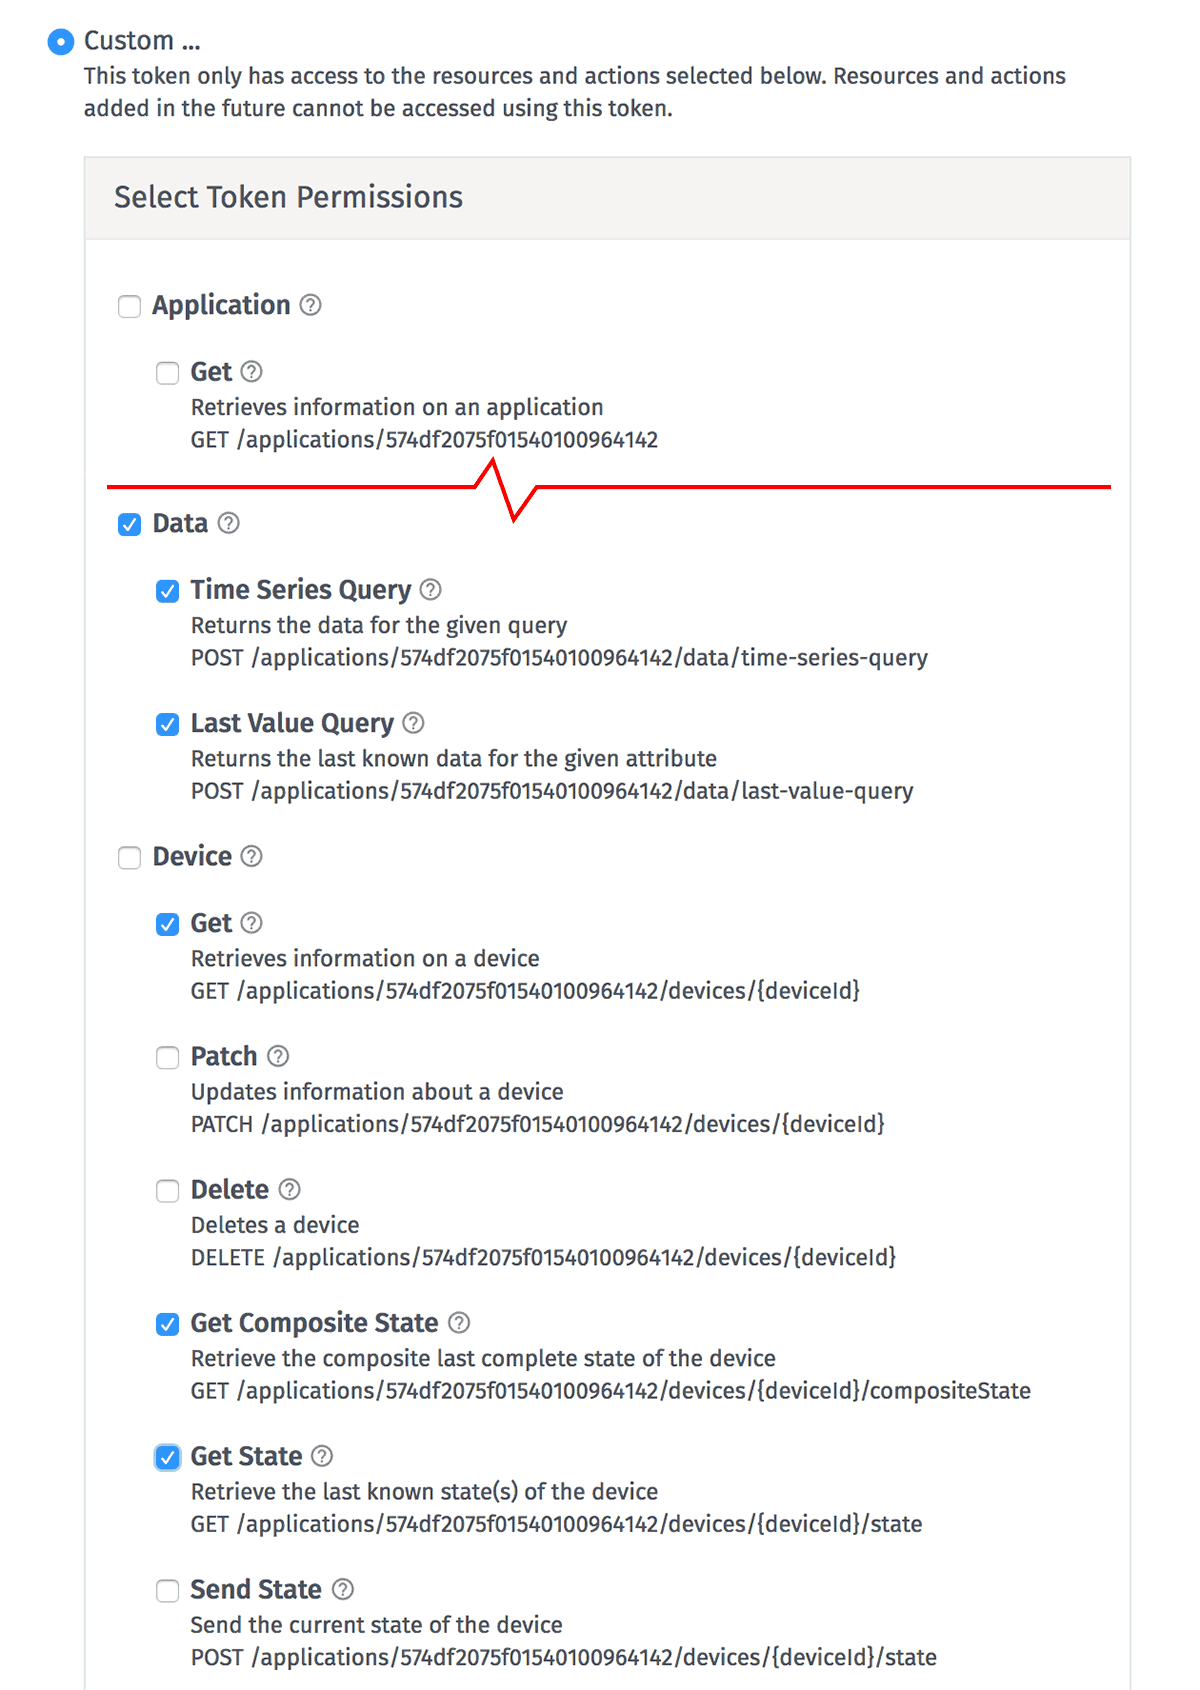 Custom ...
This token only has access to the resources and actions selected below. Resources and actions
added in the future cannot be accessed using this token.
Select Token Permissions
Application ?
Get ?
Retrieves information on an application
GET /applications/574df2075f01540100964142
Data ?
Time Series Query ?
Returns the data for the given query
POST /applications/574df2075f01540100964142/data/time-series-query
Last Value Query ?
Returns the last known data for the given attribute
POST /applications/574df2075f01540100964142/data/last-value-query
Device ?
Get ?
Retrieves information on a device
GET /applications/574df2075f01540100964142/devices/{deviceId}
Patch ?
Updates information about a device
PATCH /applications/574df2075f01540100964142/devices/{deviceId}
Delete ?
Deletes a device
DELETE /applications/574df2075f01540100964142/devices/{deviceId}
Get Composite State ?
Retrieve the composite last complete state of the device
GET /applications/574df2075f01540100964142/devices/{deviceId}/compositeState
Get State ?
Retrieve the last known state(s) of the device
GET /applications/574df2075f01540100964142/devices/{deviceId}/state
Send State ?
Send the current state of the device
POST /applications/574df2075f01540100964142/devices/{deviceId}/state